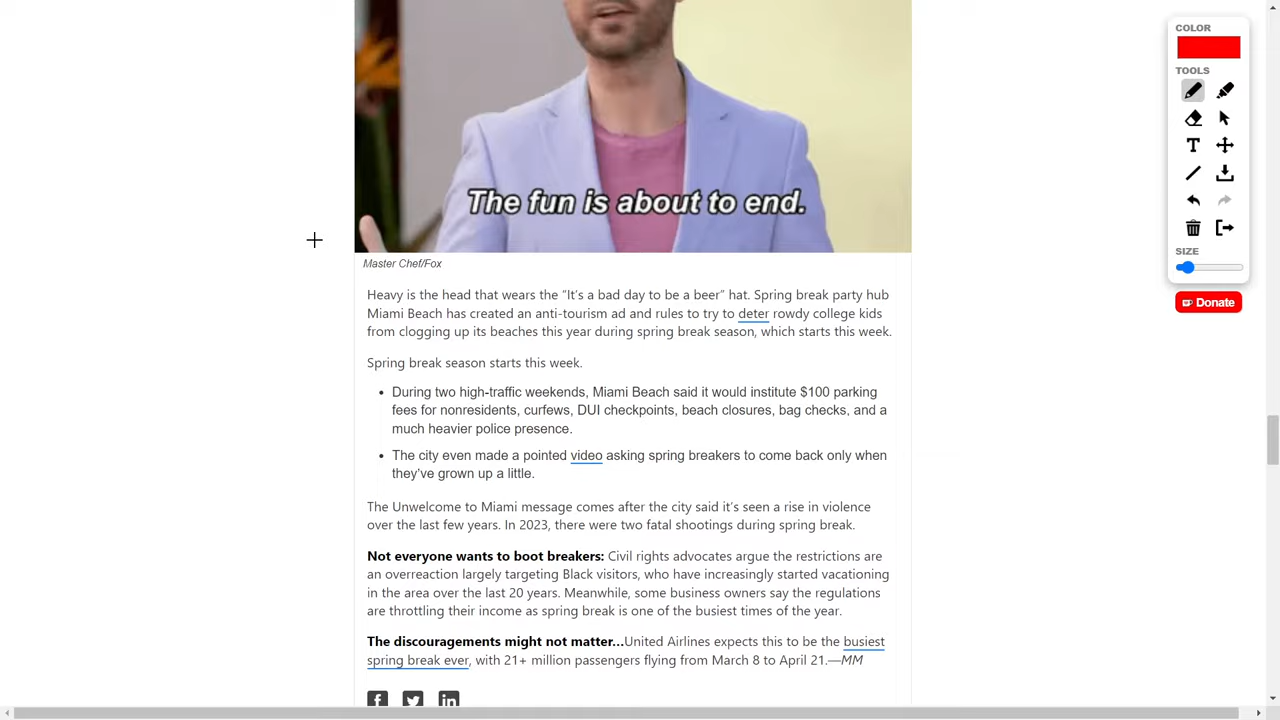 COLOR
TOOLS
T
SIZE
Donate
The fun is about to end.
Master Chef/Fox
Heavy is the head that wears the “It’s a bad day to be a beer” hat. Spring break party hub
Miami Beach has created an anti-tourism ad and rules to try to deter rowdy college kids
from clogging up its beaches this year during spring break season, which starts this week.
Spring break season starts this week.
• During two high-traffic weekends, Miami Beach said it would institute $100 parking
fees for nonresidents, curfews, DUI checkpoints, beach closures, bag checks, and a
much heavier police presence.
• The city even made a pointed video asking spring breakers to come back only when
they’ve grown up a little.
The Unwelcome to Miami message comes after the city said it’s seen a rise in violence
over the last few years. In 2023, there were two fatal shootings during spring break.
Not everyone wants to boot breakers: Civil rights advocates argue the restrictions are
an overreaction largely targeting Black visitors, who have increasingly started vacationing
in the area over the last 20 years. Meanwhile, some business owners say the regulations
are throttling their income as spring break is one of the busiest times of the year.
The discouragements might not matter…United Airlines expects this to be the busiest
spring break ever, with 21+ million passengers flying from March 8 to April 21.—MM